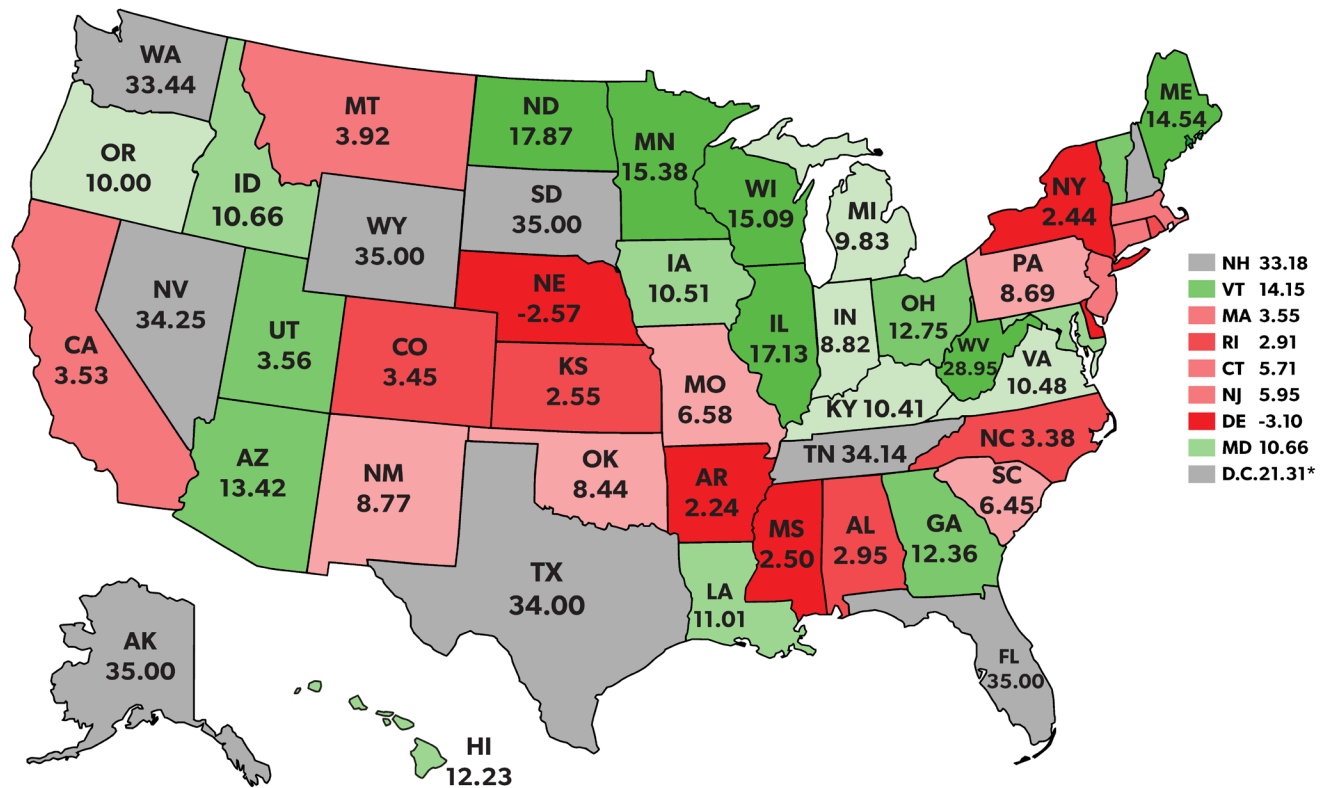 WA
33.44
OR
10.00
CA
3.53
NV
34.25
ID
10.66
MT
3.92
WY
35.00
UT
3.56
AZ
13.42
CO
3.45
NM
8.77
ND
17.87
SD
35.00
NE
-2.57
KS
2.55
OK
8.44
TX
34.00
MN
15.38
IA
10.51
MO
6.58
AR
2.24
LA
11.01
WI
15.09
IL
17.13
MI
9.83
IN
8.82
OH
12.75
KY 10.41
TN 34.14
MS
2.50
AL
2.95
GA
12.36
FL
35.00
SC
6.45
NC 3.38
VA
10.48
WV
28.95
PA
8.69
NY
2.44
ME
14.54
AK
35.00
HI
12.23
NH 33.18
VT 14.15
MA 3.55
RI 2.91
CT 5.71
NJ 5.95
DE -3.10
MD 10.66
D.C.21.31*